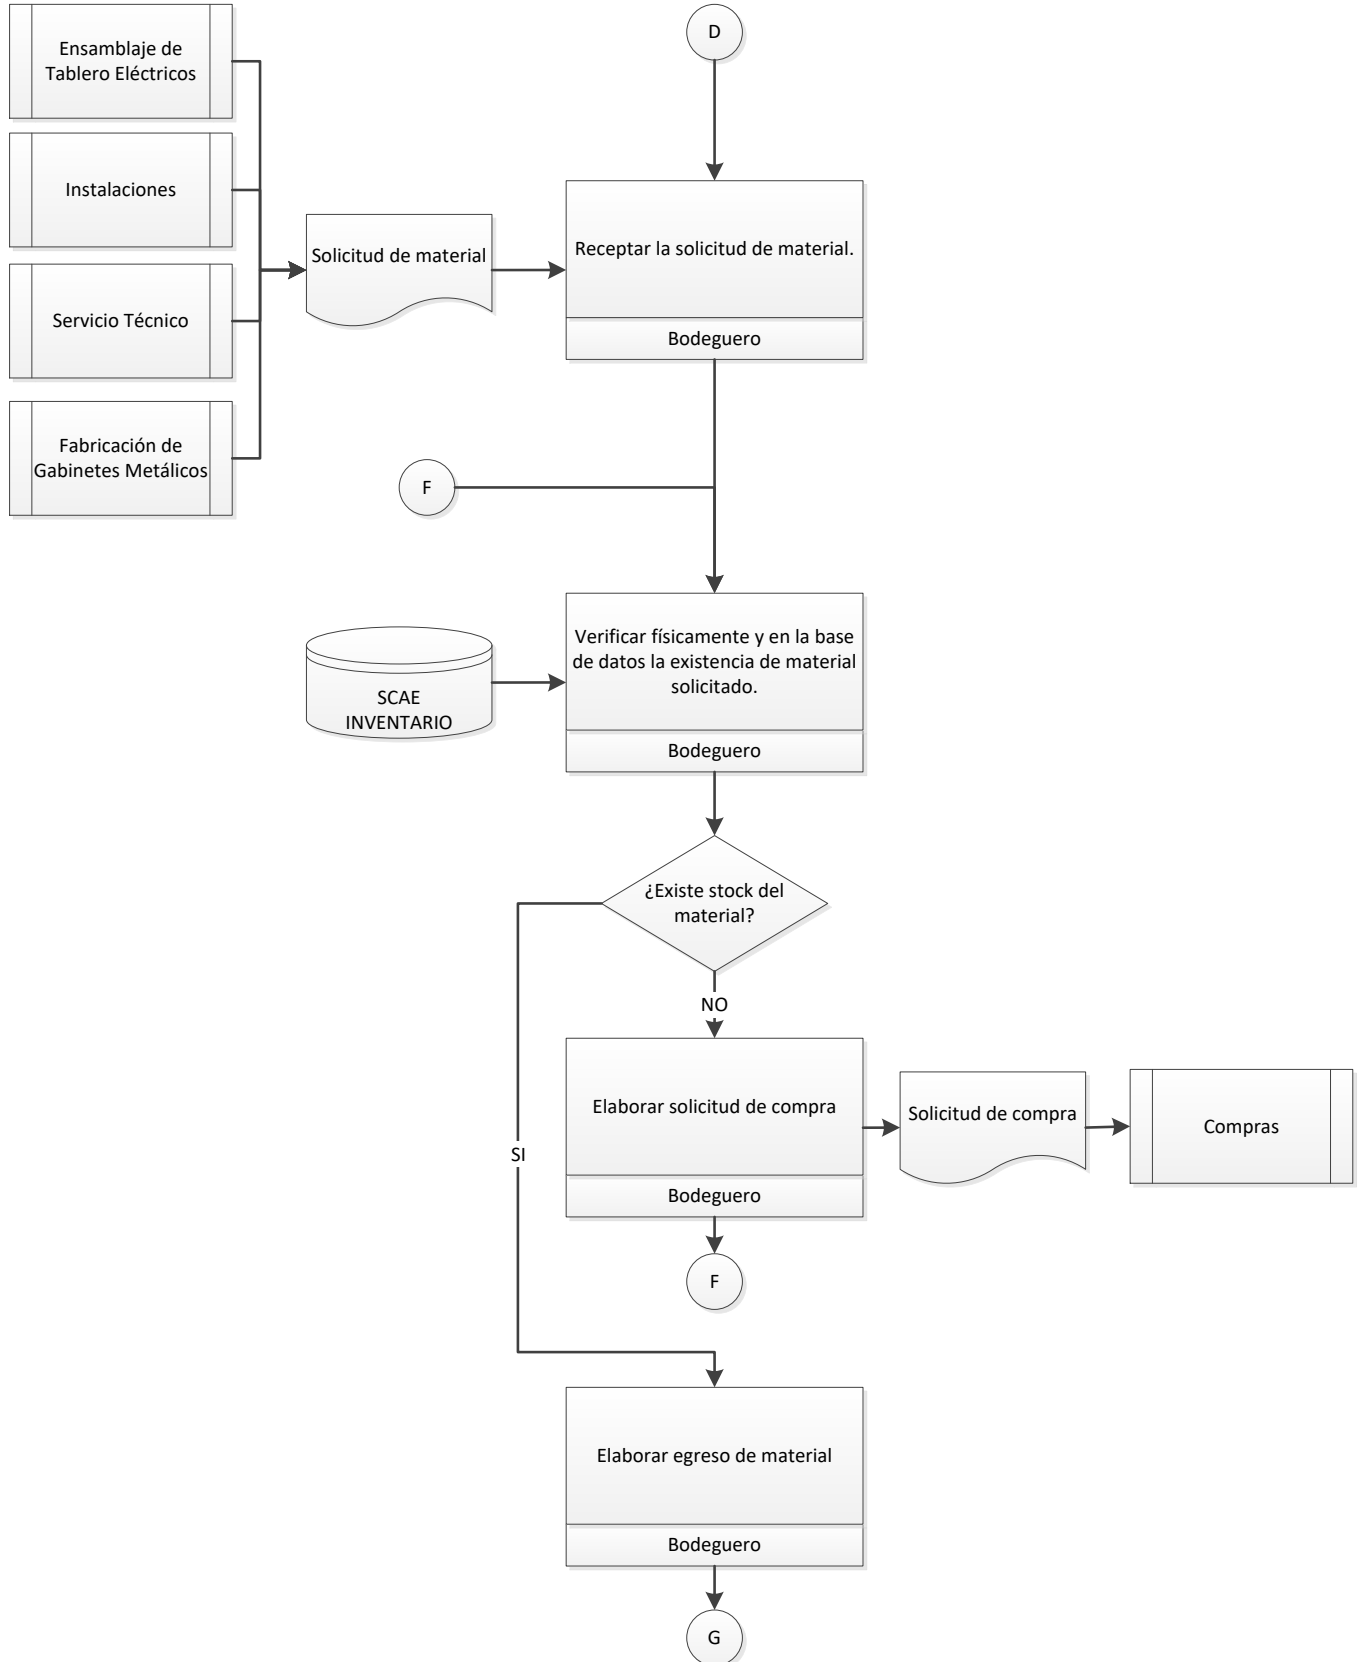 Ensamblaje de
Tablero Eléctricos
D
Instalaciones
Solicitud de material
Receptar la solicitud de material.
Bodeguero
Servicio Técnico
Fabricación de
Gabinetes Metálicos
F
Verificar físicamente y en la base
de datos la existencia de material
solicitado.
Bodeguero
SCAE
INVENTARIO
¿Existe stock del
material?
NO
SI
Elaborar solicitud de compra
Bodeguero
Solicitud de compra
Compras
F
Elaborar egreso de material
Bodeguero
G